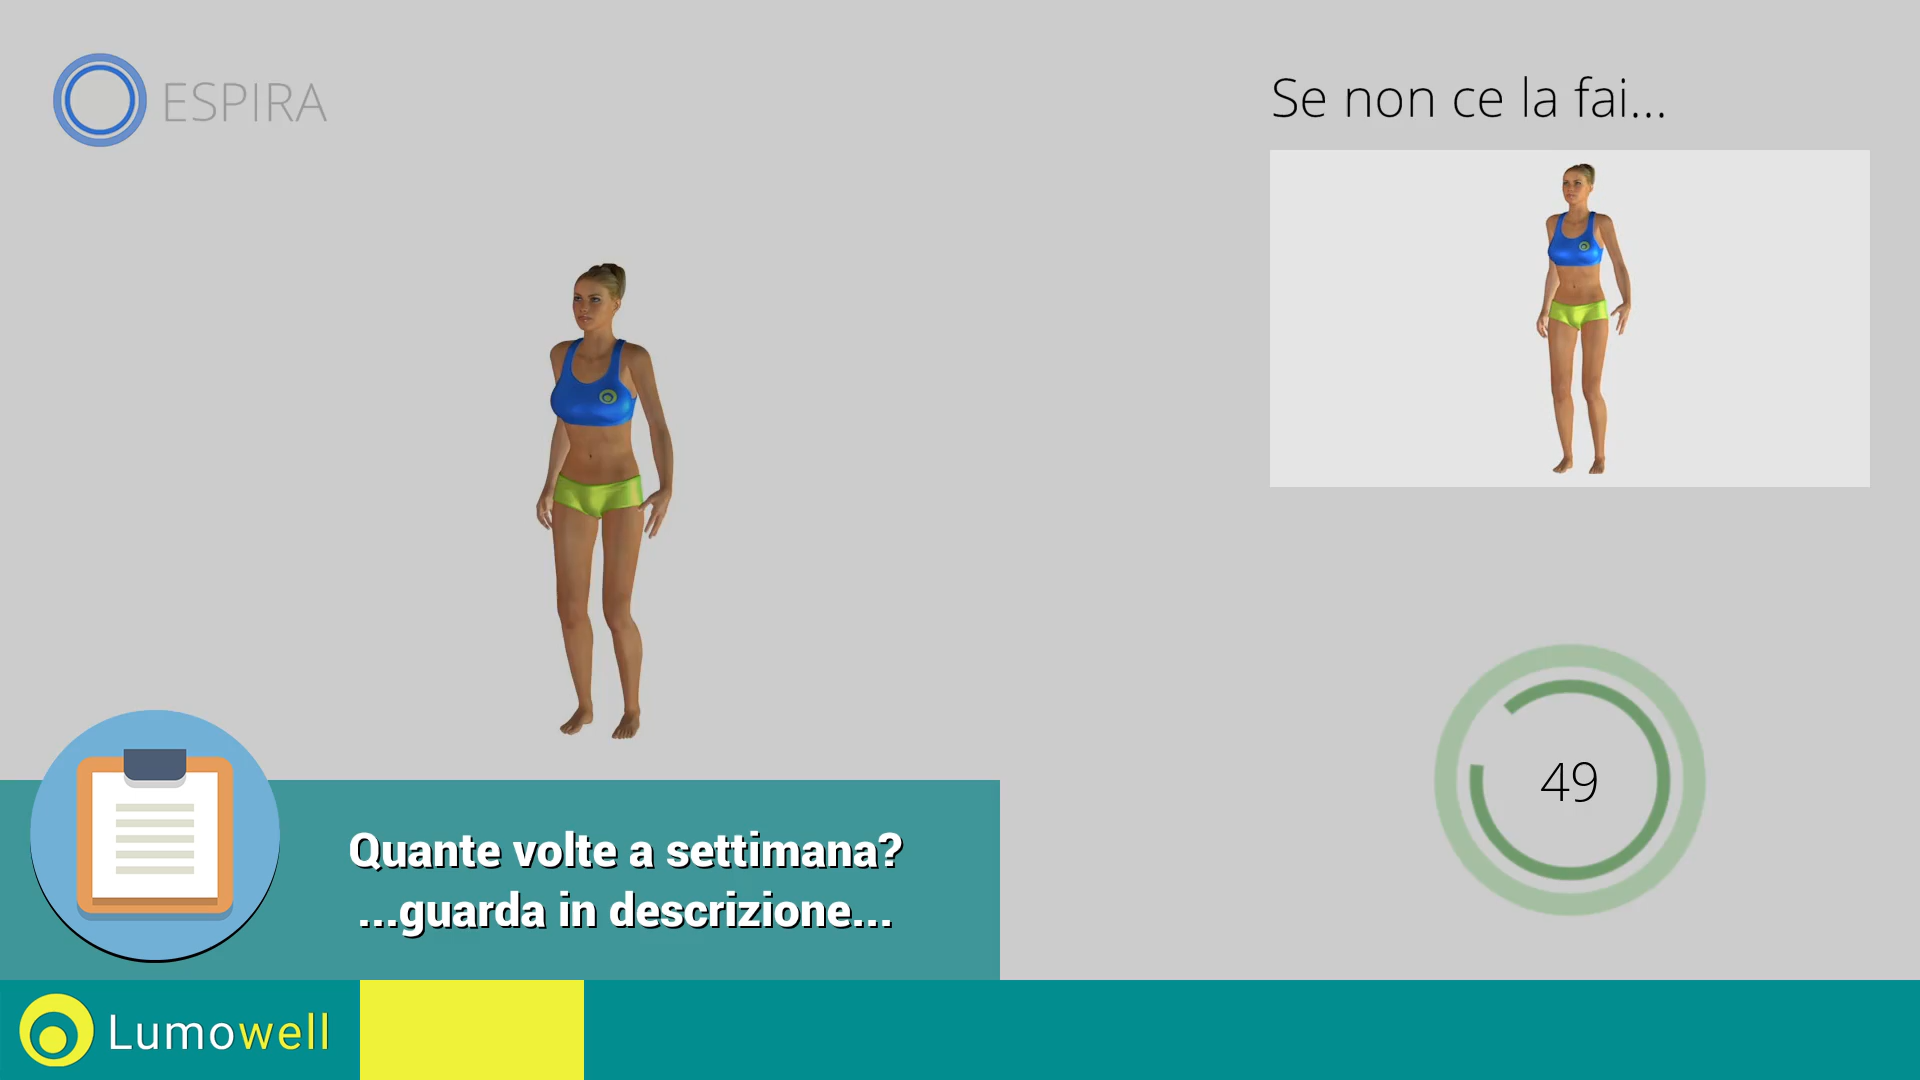 ESPIRA
Se non ce la fai...
49
Quante volte a settimana?
...guarda in descrizione...
Lumowell